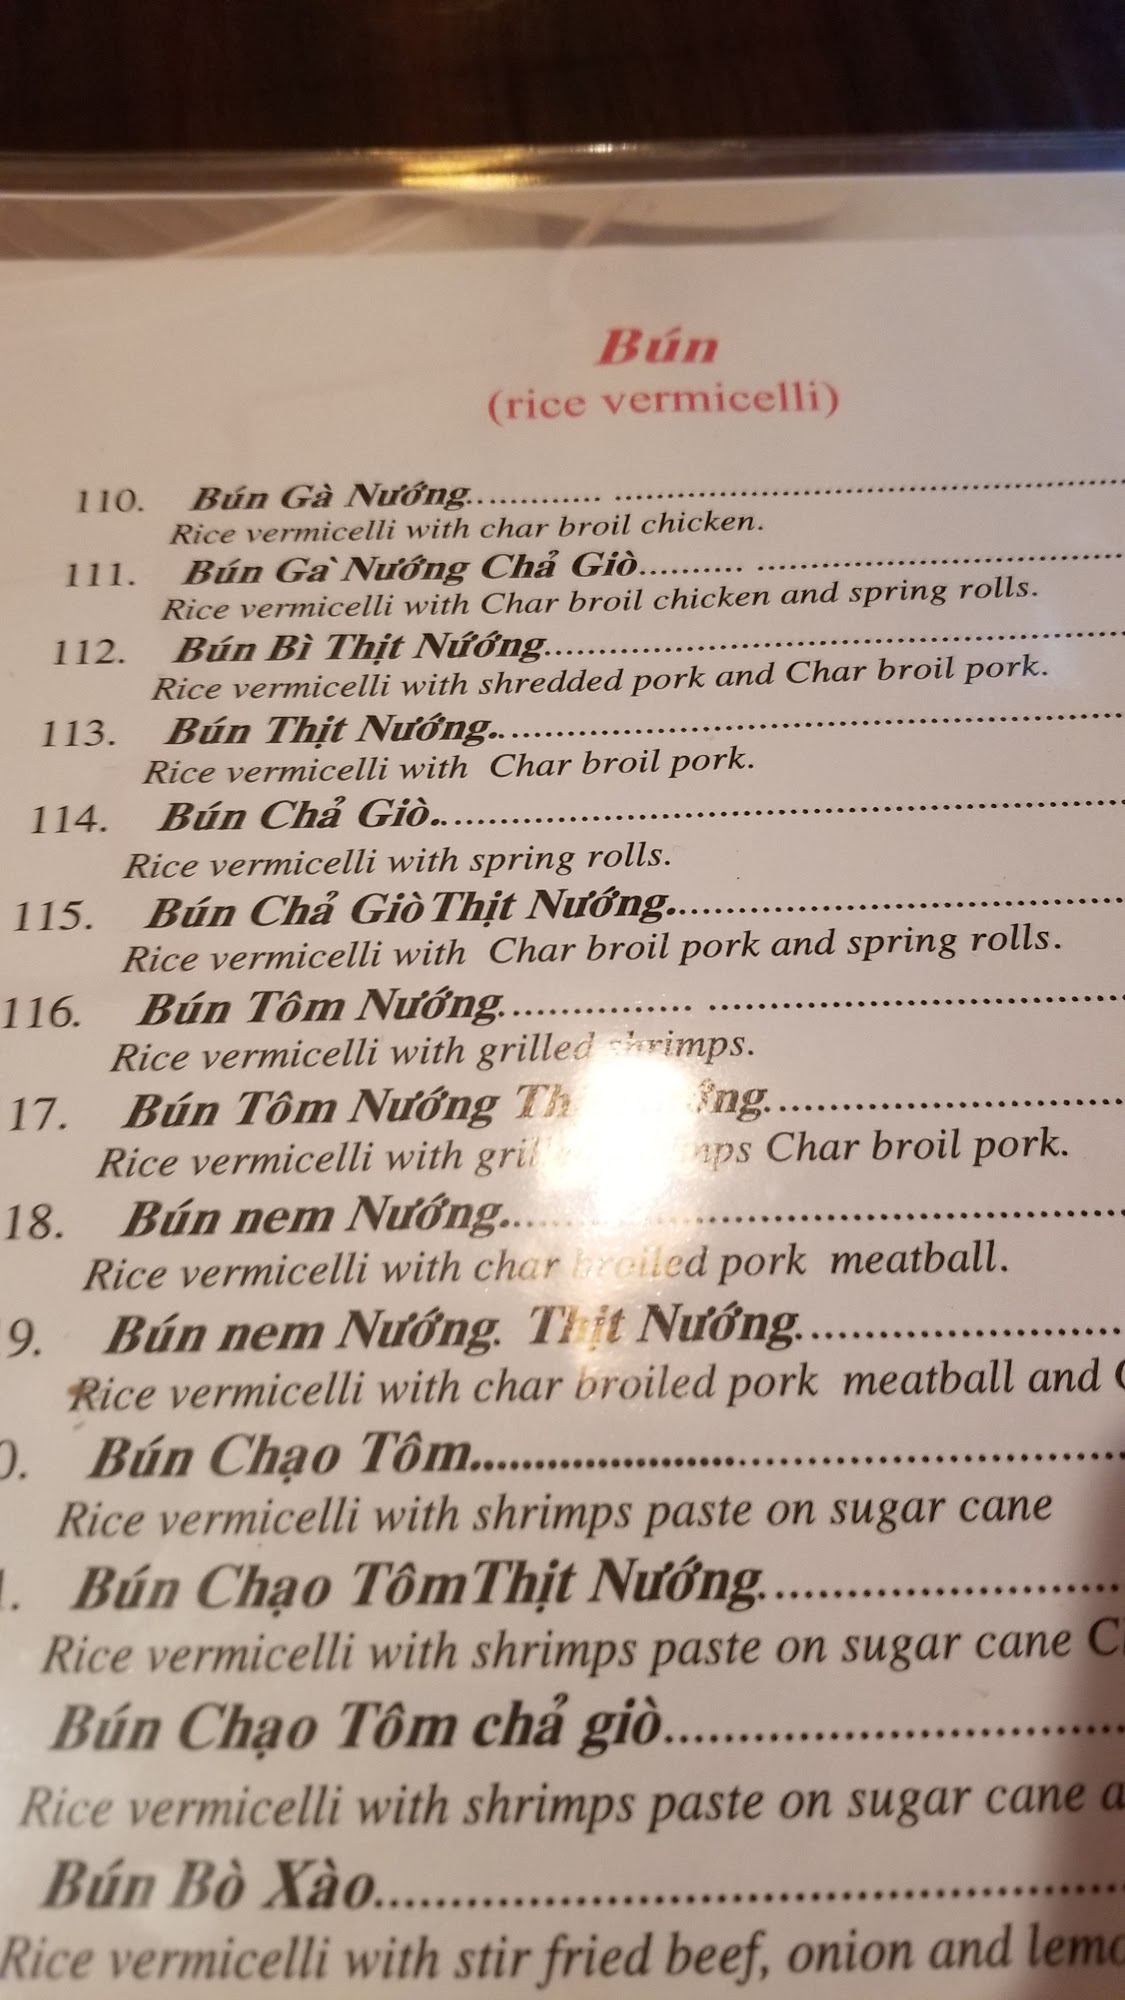 Bún
(rice vermicelli)
110. Bún Gà Nướng............. ...................................
Rice vermicelli with char broil chicken.
111. Bún Gà Nướng Chả Giò.......... ...................................
Rice vermicelli with Char broil chicken and spring rolls.
112. Bún Bì Thịt Nướng..................................................
Rice vermicelli with shredded pork and Char broil pork.
113. Bún Thịt Nướng..................................................
Rice vermicelli with Char broil pork.
114. Bún Chả Giò..................................................
Rice vermicelli with spring rolls.
115. Bún Chả Giò Thịt Nướng........................................
Rice vermicelli with Char broil pork and spring rolls.
116. Bún Tôm Nướng................ ...................................
Rice vermicelli with grilled shrimps.
17. Bún Tôm Nướng..............................
Rice vermicelli with Char broil pork.
18. Bún nem Nướng..................................................
Rice vermicelli with char broiled pork meatball.
9. Bún nem Nướng. Thịt Nướng........................
Rice vermicelli with char broiled pork meatball and
0. Bún Chạo Tôm..................................................
Rice vermicelli with shrimps paste on sugar cane
. Bún Chạo Tôm Thịt Nướng..........................
Rice vermicelli with shrimps paste on sugar cane
Bún Chạo Tôm chả giò................................
Rice vermicelli with shrimps paste on sugar cane
Bún Bò Xào..................................................
Rice vermicelli with stir fried beef, onion and